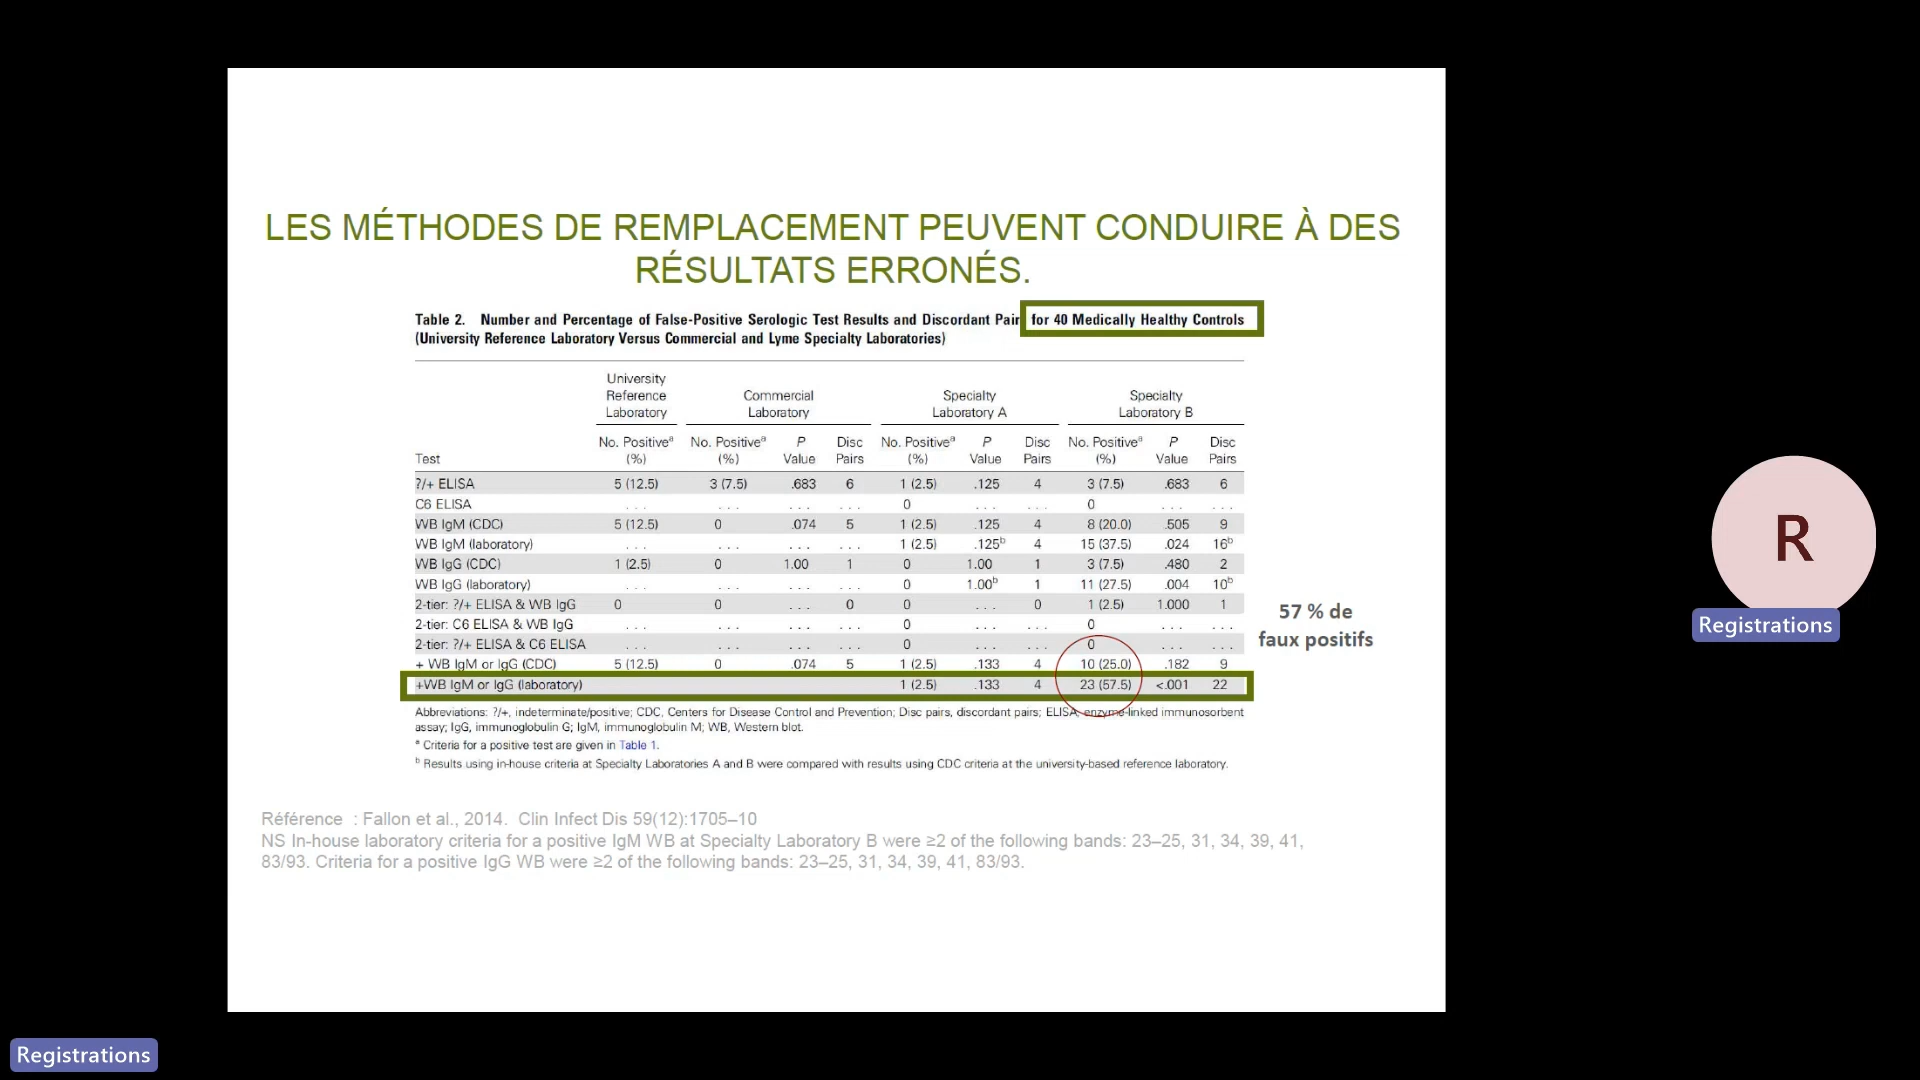 LES MÉTHODES DE REMPLACEMENT PEUVENT CONDUIRE À DES
RÉSULTATS ERRONÉS.
Table 2. Number and Percentage of False-Positive Serologic Test Results and Discordant Pair for 40 Medically Healthy Controls
(University Reference Laboratory Versus Commercial and Lyme Specialty Laboratories)
University Reference Laboratory Commercial Laboratory Specialty Laboratory A Specialty Laboratory B
Test No. Positiveª (%) No. Positiveª (%) P Value Disc Pairs No. Positiveª (%) P Value Disc Pairs No. Positiveª (%) P Value Disc Pairs
?/+ ELISA 5 (12.5) 3 (7.5) .683 6 1 (2.5) .125 4 3 (7.5) .683 6
C6 ELISA ... ... ... ... 0 ... ... 0 ... ...
WB IgM (CDC) 5 (12.5) 0 .074 5 1 (2.5) .125 4 8 (20.0) .505 9
WB IgM (laboratory) ... ... ... ... 1 (2.5) .125ᵇ 4 15 (37.5) .024 16ᵇ
WB IgG (CDC) 1 (2.5) 0 1.00 1 0 1.00 1 3 (7.5) .480 2
WB IgG (laboratory) ... ... ... ... 0 1.00ᵇ 1 11 (27.5) .004 10ᵇ
2-tier: ?/+ ELISA & WB IgG 0 0 ... 0 0 ... 0 1 (2.5) 1.000 1
2-tier: C6 ELISA & WB IgG ... ... ... ... 0 ... ... 0 ... ...
2-tier: ?/+ ELISA & C6 ELISA ... ... ... ... 0 ... ... 0 ... ...
+ WB IgM or IgG (CDC) 5 (12.5) 0 .074 5 1 (2.5) .133 4 10 (25.0) .182 9
+WB IgM or IgG (laboratory) 1 (2.5) .133 4 23 (57.5) <.001 22
57 % de
faux positifs
Abbreviations: ?/+, indeterminate/positive; CDC, Centers for Disease Control and Prevention; Disc pairs, discordant pairs; ELISA, enzyme-linked immunosorbent
assay; IgG, immunoglobulin G; IgM, immunoglobulin M; WB, Western blot.
ª Criteria for a positive test are given in Table 1.
ᵇ Results using in-house criteria at Specialty Laboratories A and B were compared with results using CDC criteria at the university-based reference laboratory.
Référence : Fallon et al., 2014. Clin Infect Dis 59(12):1705–10
NS In-house laboratory criteria for a positive IgM WB at Specialty Laboratory B were ≥2 of the following bands: 23–25, 31, 34, 39, 41,
83/93. Criteria for a positive IgG WB were ≥2 of the following bands: 23–25, 31, 34, 39, 41, 83/93.
R
Registrations
Registrations